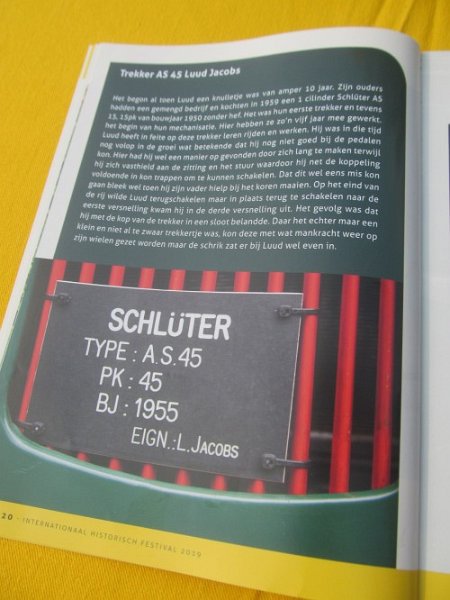 Trekker AS 45 Luud Jacobs
Het begon al toen Luud een knulletje was van amper 10 jaar. Zijn ouders
hadden een gemengd bedrijf en kochten in 1959 een 1 cilinder Schlüter AS
15, 15pk van bouwjaar 1950 zonder hef. Het was hun eerste trekker en tevens
het begin van hun mechanisatie. Hier hebben ze zo'n vijf jaar mee gewerkt.
Luud heeft in feite op deze trekker leren rijden en werken. Hij was in die tijd
nog volop in de groei wat betekende dat hij nog niet goed bij de pedalen
kon. Hier had hij wel een manier op gevonden door zich lang te maken terwijl
hij zich vasthield aan de zitting en het stuur waardoor hij net de koppeling
voldoende in kon trappen om te kunnen schakelen. Dat dit wel eens mis kon
gaan bleek wel toen hij zijn vader hielp bij het koren maaien. Op het eind van
de rij wilde Luud terugschakelen maar in plaats terug te schakelen naar de
eerste versnelling kwam hij in de derde versnelling uit. Het gevolg was dat
hij met de kop van de trekker in een sloot belandde. Daar het echter maar een
klein en niet al te zwaar trekkertje was, kon deze met wat mankracht weer op
zijn wielen gezet worden maar de schrik zat er bij Luud wel even in.
SCHLüTER
TYPE : A.S.45
PK : 45
BJ : 1955
EIGN.: L. JACOBS
20 - INTERNATIONAAL HISTORISCH FESTIVAL 2019